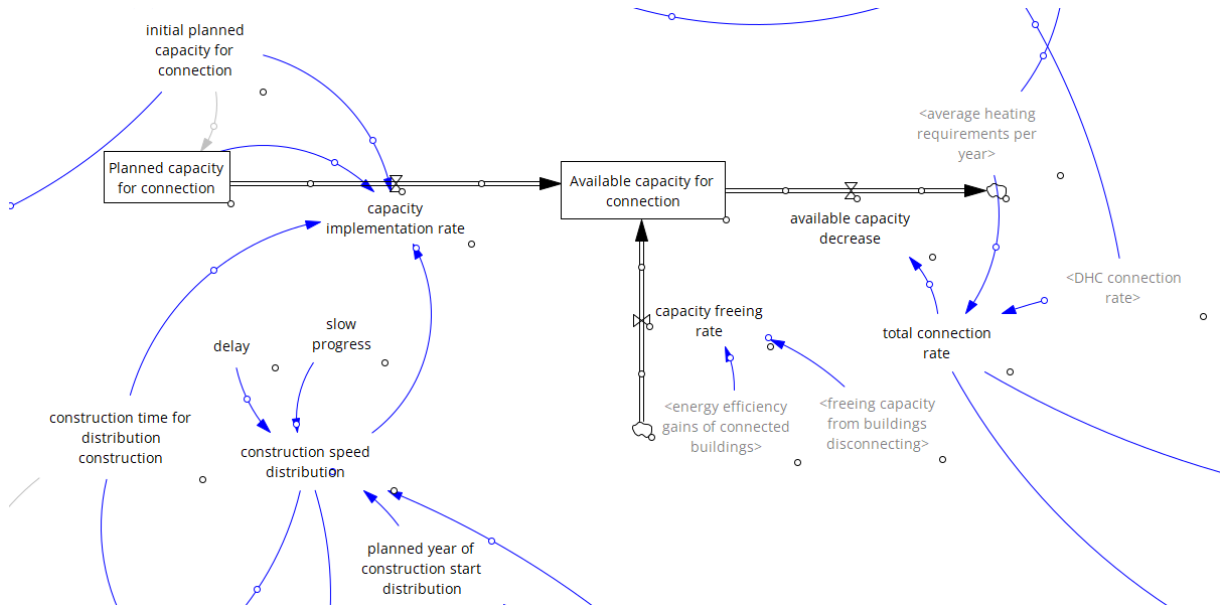 initial planned
capacity for
connection
Planned capacity
for connection
capacity
implementation rate
Available capacity for
connection
available capacity
decrease
<average heating
requirements per
year>
<DHC connection
rate>
total connection
rate
capacity freeing
rate
<energy efficiency
gains of connected
buildings>
<freeing capacity
from buildings
disconnecting>
delay
slow
progress
construction time for
distribution
construction
construction speed
distribution
planned year of
construction start
distribution